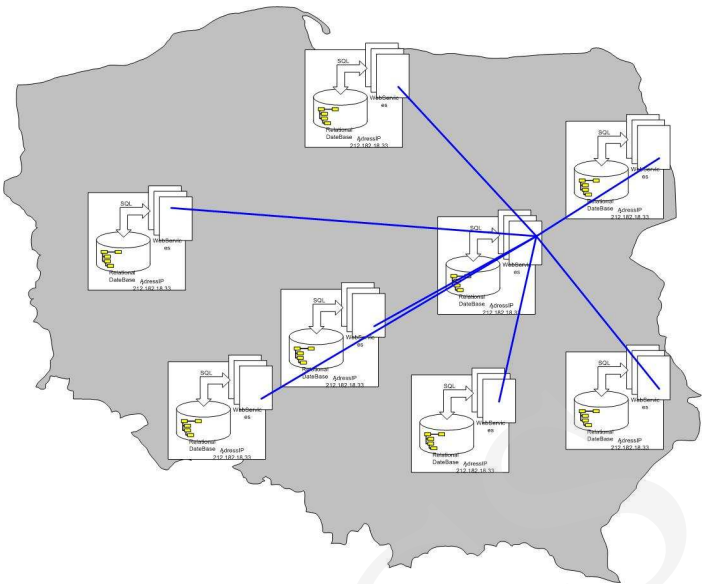 SQL
WebServic
es
Relational
DateBase AdressIP
212.182.18.33
SQL
WebServic
es
Relational
DateBase AdressIP
212.182.18.33
SQL
WebServic
es
Relational
DateBase AdressIP
212.182.18.33
SQL
WebServic
es
Relational
DateBase AdressIP
212.182.18.33
SQL
WebServic
es
Relational
DateBase AdressIP
212.182.18.33
SQL
WebServic
es
Relational
DateBase AdressIP
212.182.18.33
SQL
WebServic
es
Relational
DateBase AdressIP
212.182.18.33
SQL
WebServic
es
Relational
DateBase AdressIP
212.182.18.33